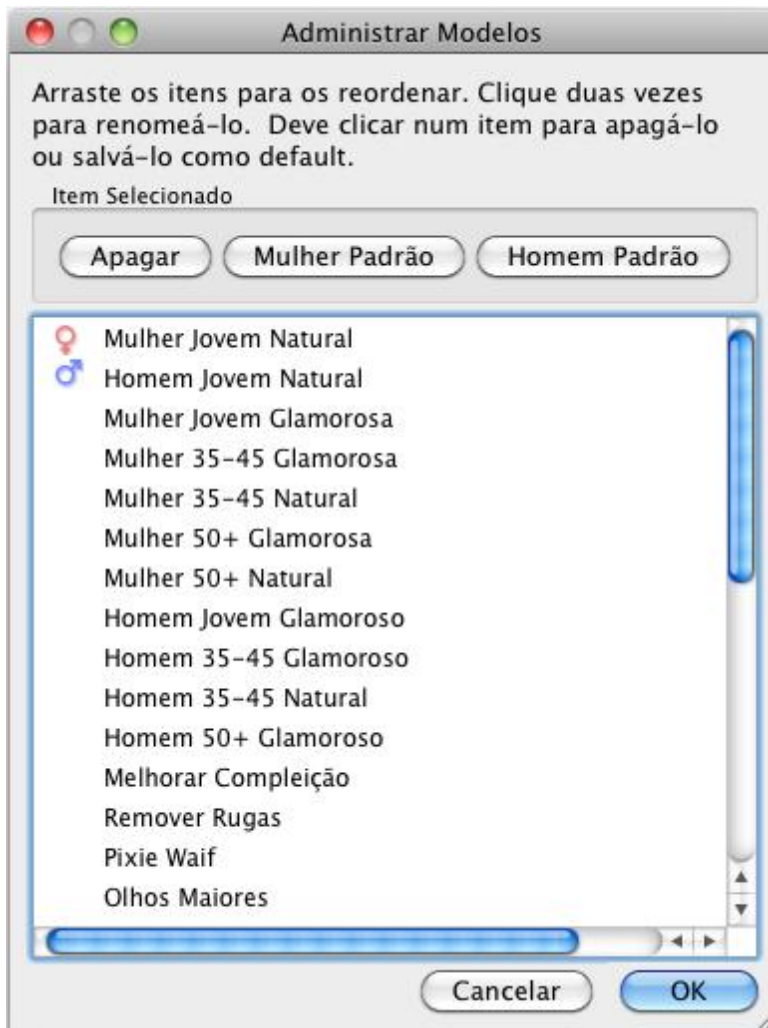 Administrar Modelos
Arraste os itens para os reordenar. Clique duas vezes
para renomeá-lo. Deve clicar num item para apagá-lo
ou salvá-lo como default.
Item Selecionado
Apagar Mulher Padrão Homem Padrão
Mulher Jovem Natural
Homem Jovem Natural
Mulher Jovem Glamorosa
Mulher 35-45 Glamorosa
Mulher 35-45 Natural
Mulher 50+ Glamorosa
Mulher 50+ Natural
Homem Jovem Glamoroso
Homem 35-45 Glamoroso
Homem 35-45 Natural
Homem 50+ Glamoroso
Melhorar Compleição
Remover Rugas
Pixie Waif
Olhos Maiores
Cancelar OK